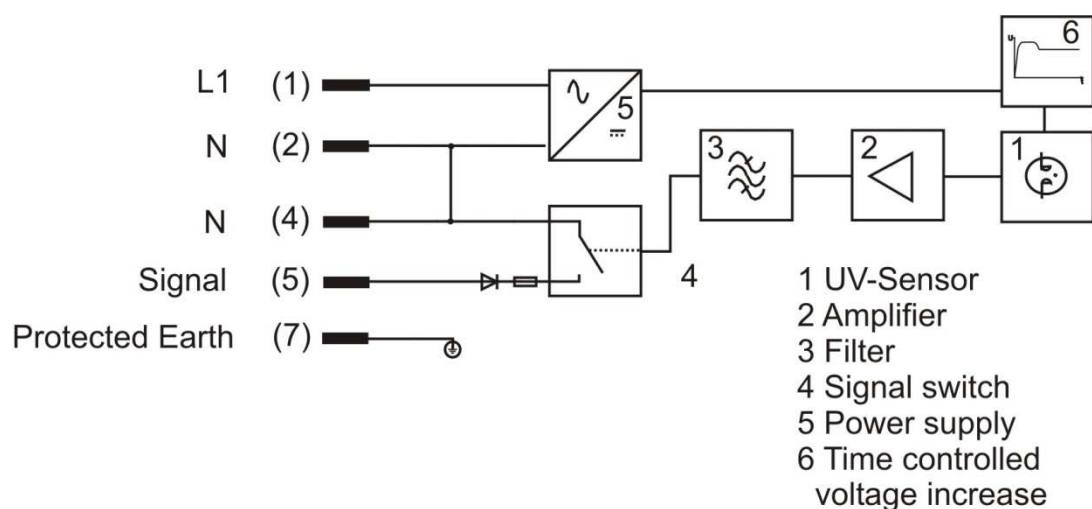 L1 (1)
N (2)
N (4)
Signal (5)
Protected Earth (7)
5
6
U
t
3
2
1
4
1 UV-Sensor
2 Amplifier
3 Filter
4 Signal switch
5 Power supply
6 Time controlled
voltage increase